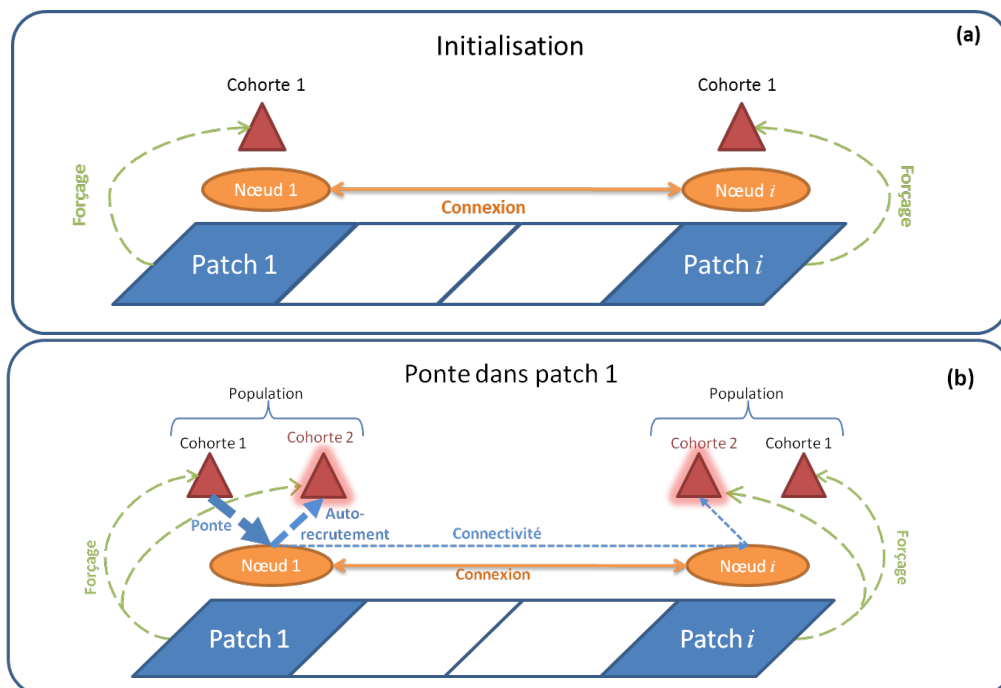 Initialisation
(a)
Cohorte 1
Cohorte 1
Forçage
Forçage
Nœud 1
Nœud i
Connexion
Patch 1
Patch i
Ponte dans patch 1
(b)
Population
Population
Cohorte 1
Cohorte 2
Cohorte 2
Cohorte 1
Ponte
Auto-
recrutement
Connectivité
Forçage
Forçage
Nœud 1
Nœud i
Connexion
Patch 1
Patch i